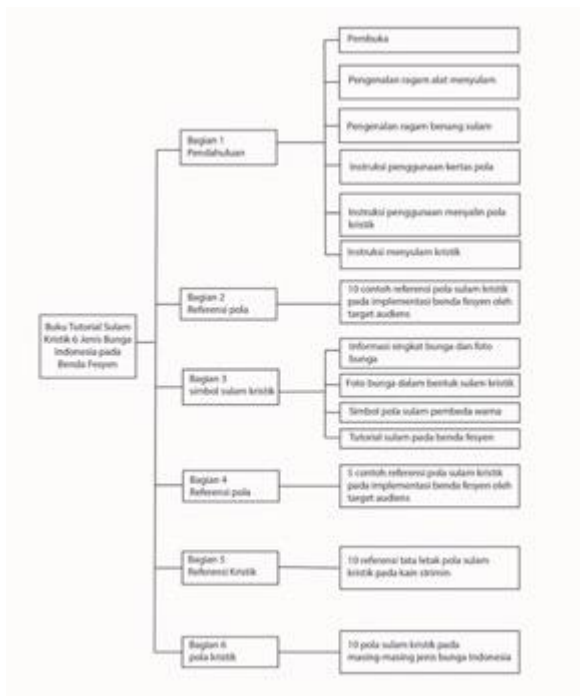 Buku Tutorial Sulam
Kristik 6 Jenis Bunga
Indonesia pada
Benda Fesyen
Bagian 1
Pendahuluan
Pembuka
Pengenalan ragam alat menyulam
Pengenalan ragam benang sulam
Instruksi penggunaan kertas pola
Instruksi penggunaan menyalin pola
kristik
Instruksi menyulam kristik
Bagian 2
Referensi pola
10 contoh referensi pola sulam kristik
pada implementasi benda fesyen oleh
target audiens
Bagian 3
simbol sulam kristik
Informasi singkat bunga dan foto
bunga
Foto bunga dalam bentuk sulam kristik
Simbol pola sulam pembeda warna
Tutorial sulam pada benda fesyen
Bagian 4
Referensi pola
5 contoh referensi pola sulam kristik
pada implementasi benda fesyen oleh
target audiens
Bagian 5
Referensi Kristik
10 referensi tata letak pola sulam
kristik pada kain strimin
Bagian 6
pola kristik
10 pola sulam kristik pada
masing-masing jenis bunga Indonesia